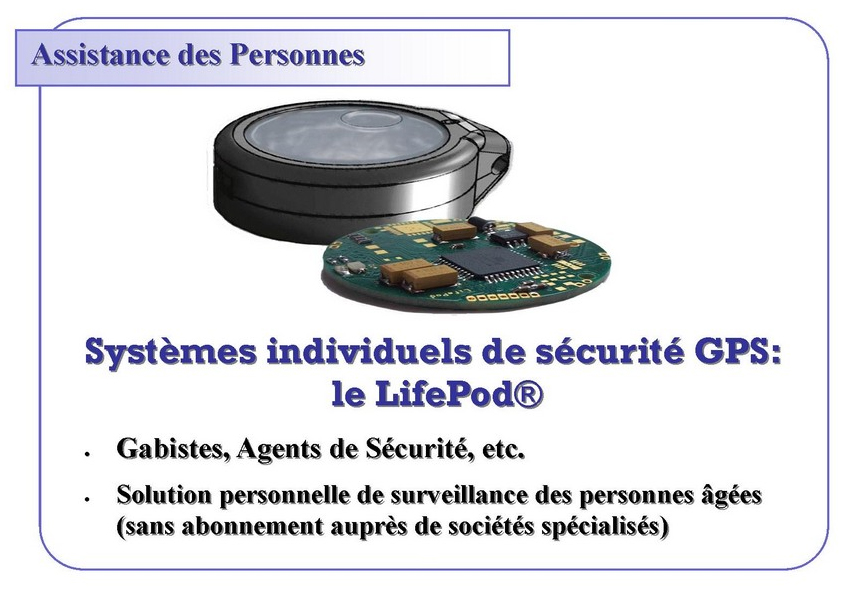 Assistance des Personnes
LifePod
Systèmes individuels de sécurité GPS:
le LifePod®
• Gabistes, Agents de Sécurité, etc.
• Solution personnelle de surveillance des personnes âgées
(sans abonnement auprès de sociétés spécialisés)